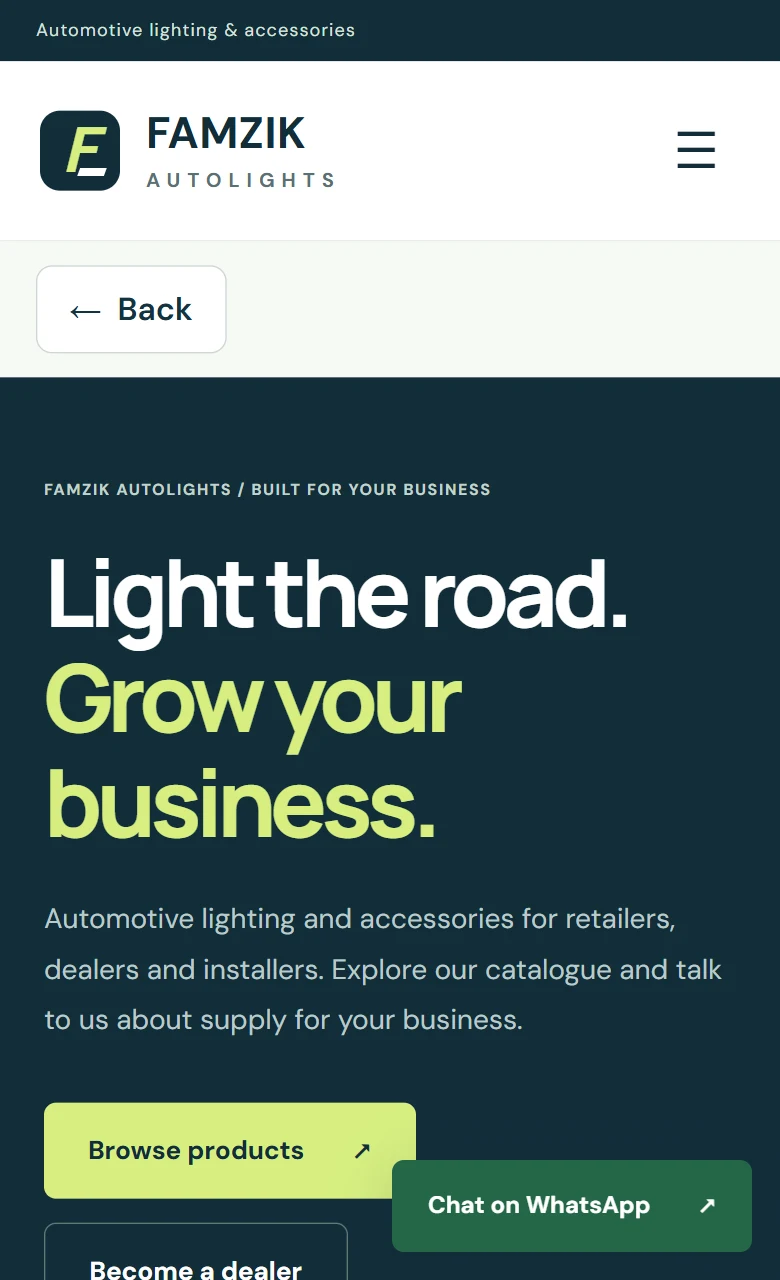 Automotive lighting & accessories
FAMZIK
AUTOLIGHTS
☰
← Back
FAMZIK AUTOLIGHTS / BUILT FOR YOUR BUSINESS
Light the road.
Grow your
business.
Automotive lighting and accessories for retailers,
dealers and installers. Explore our catalogue and talk
to us about supply for your business.
Browse products ↗
Chat on WhatsApp ↗
Become a dealer